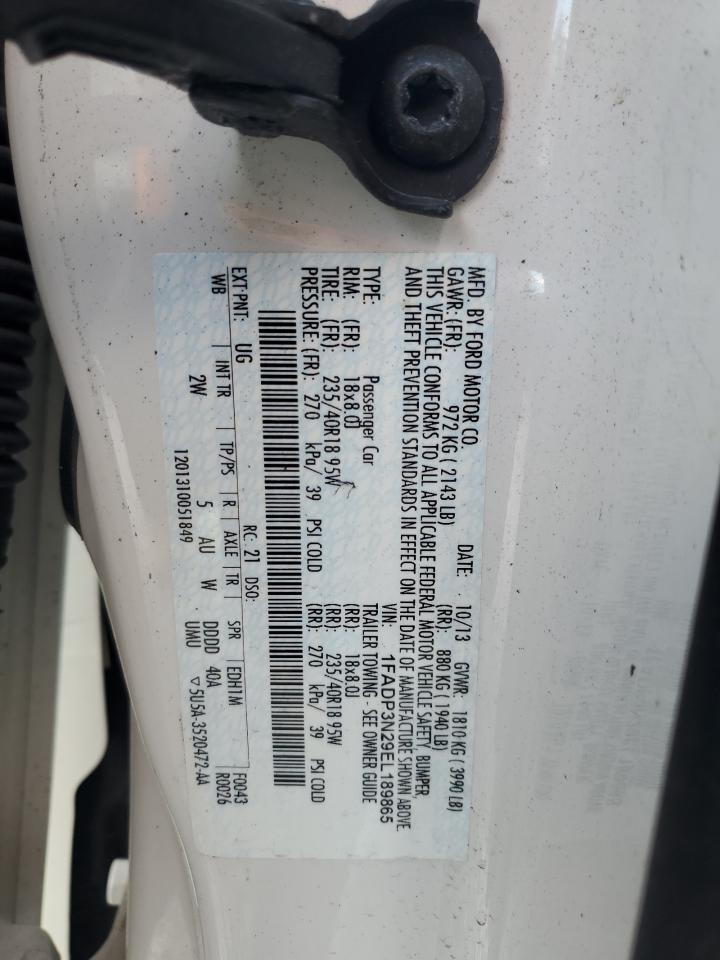 MFD. BY FORD MOTOR CO. DATE: 10/13 GVWR: 1810 KG ( 3990 LB)
GAWR: (FR): 972 KG ( 2143 LB) (RR): 880 KG ( 1940 LB)
THIS VEHICLE CONFORMS TO ALL APPLICABLE FEDERAL MOTOR VEHICLE SAFETY, BUMPER,
AND THEFT PREVENTION STANDARDS IN EFFECT ON THE DATE OF MANUFACTURE SHOWN ABOVE.
VIN: 1FADP3N29EL189865
TYPE: Passenger Car TRAILER TOWING - SEE OWNER GUIDE
RIM: (FR): 18x8.0J (RR): 18x8.0J
TIRE: (FR): 235/40R18 95W (RR): 235/40R18 95W
PRESSURE: (FR): 270 kPa/ 39 PSI COLD (RR): 270 kPa/ 39 PSI COLD
EXT PNT: UG RC: 21 DSO: F0043
WB INT TR TP/PS R AXLE TR SPR EDH1M R0026
2W 5 AU W DDDD 40A
UMU ▽5U5A-3520472-AA
1201310051849